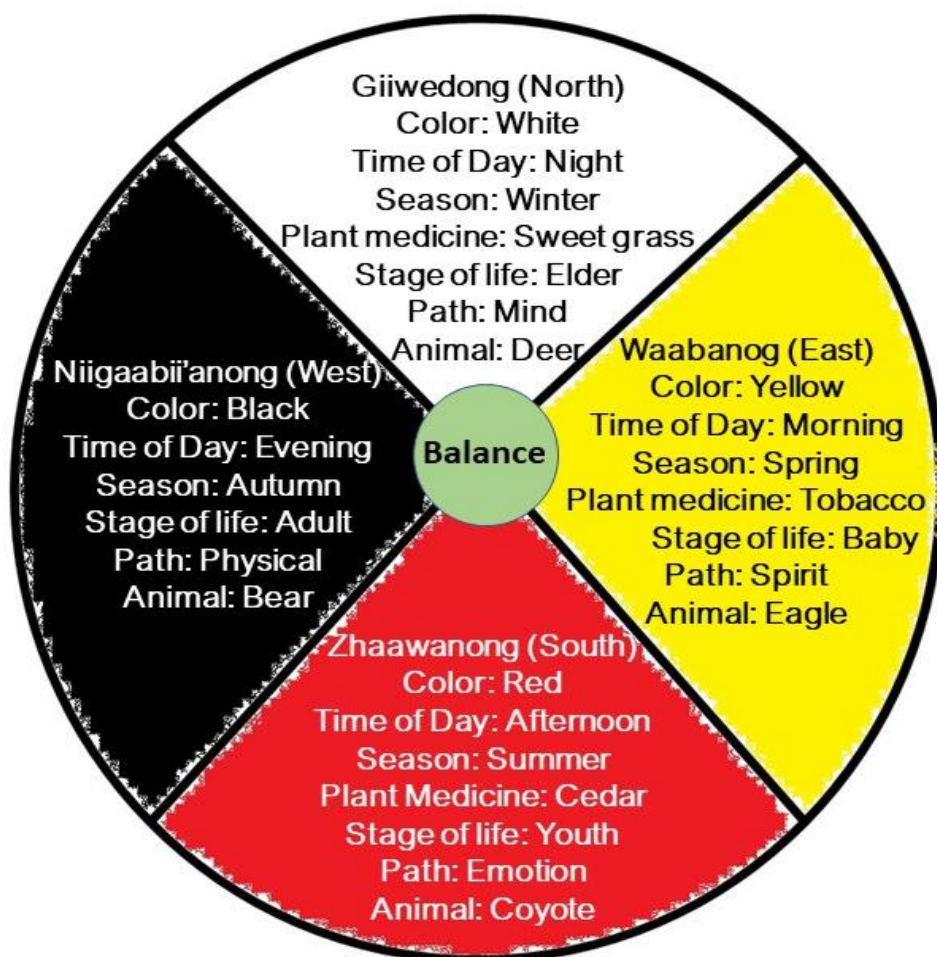 Giiwedong (North)
Color: White
Time of Day: Night
Season: Winter
Plant medicine: Sweet grass
Stage of life: Elder
Path: Mind
Animal: Deer
Waabanog (East)
Color: Yellow
Time of Day: Morning
Season: Spring
Plant medicine: Tobacco
Stage of life: Baby
Path: Spirit
Animal: Eagle
Zhaawanong (South)
Color: Red
Time of Day: Afternoon
Season: Summer
Plant Medicine: Cedar
Stage of life: Youth
Path: Emotion
Animal: Coyote
Niigaabii'anong (West)
Color: Black
Time of Day: Evening
Season: Autumn
Stage of life: Adult
Path: Physical
Animal: Bear
Balance